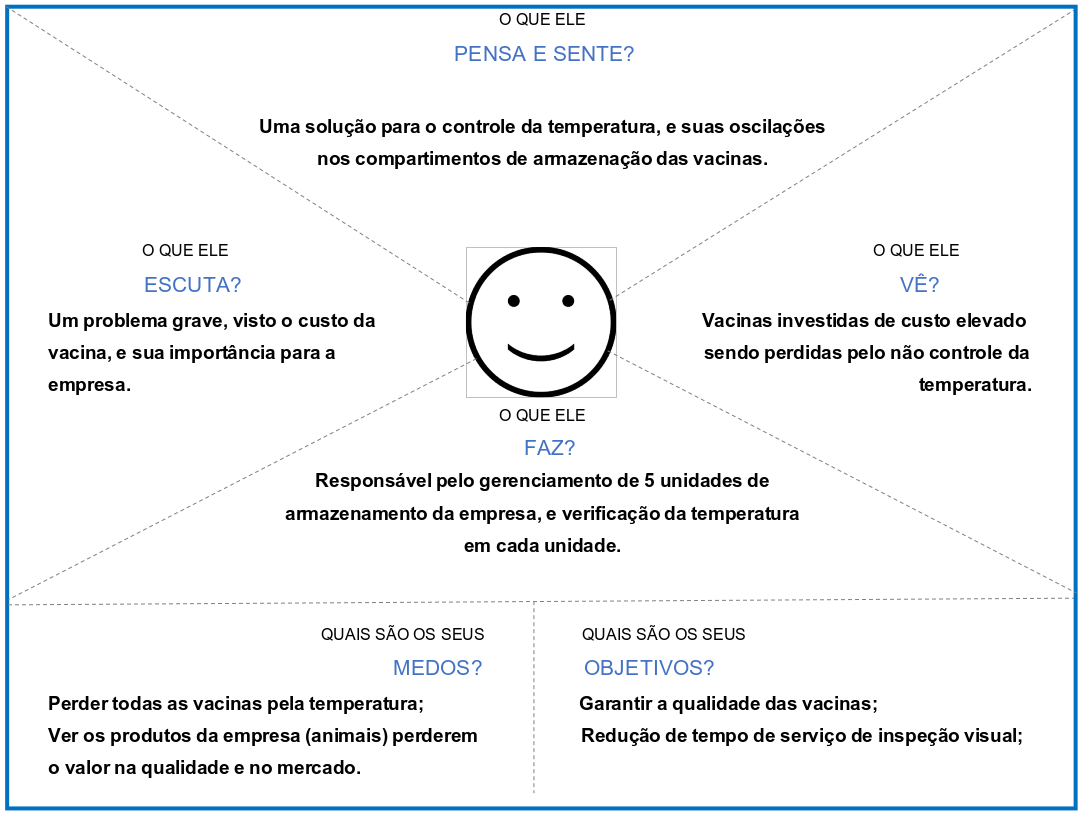 O QUE ELE
PENSA E SENTE?
Uma solução para o controle da temperatura, e suas oscilações
nos compartimentos de armazenação das vacinas.
O QUE ELE
ESCUTA?
Um problema grave, visto o custo da
vacina, e sua importância para a
empresa.
O QUE ELE
VÊ?
Vacinas investidas de custo elevado
sendo perdidas pelo não controle da
temperatura.
O QUE ELE
FAZ?
Responsável pelo gerenciamento de 5 unidades de
armazenamento da empresa, e verificação da temperatura
em cada unidade.
QUAIS SÃO OS SEUS
MEDOS?
Perder todas as vacinas pela temperatura;
Ver os produtos da empresa (animais) perderem
o valor na qualidade e no mercado.
QUAIS SÃO OS SEUS
OBJETIVOS?
Garantir a qualidade das vacinas;
Redução de tempo de serviço de inspeção visual;